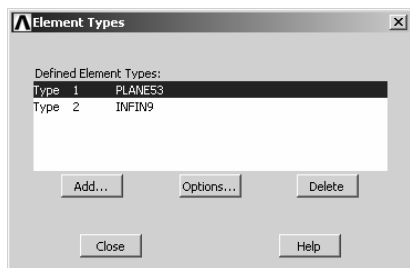 Element Types
Defined Element Types:
Type 1 PLANE53
Type 2 INFIN9
Add... Options... Delete
Close Help